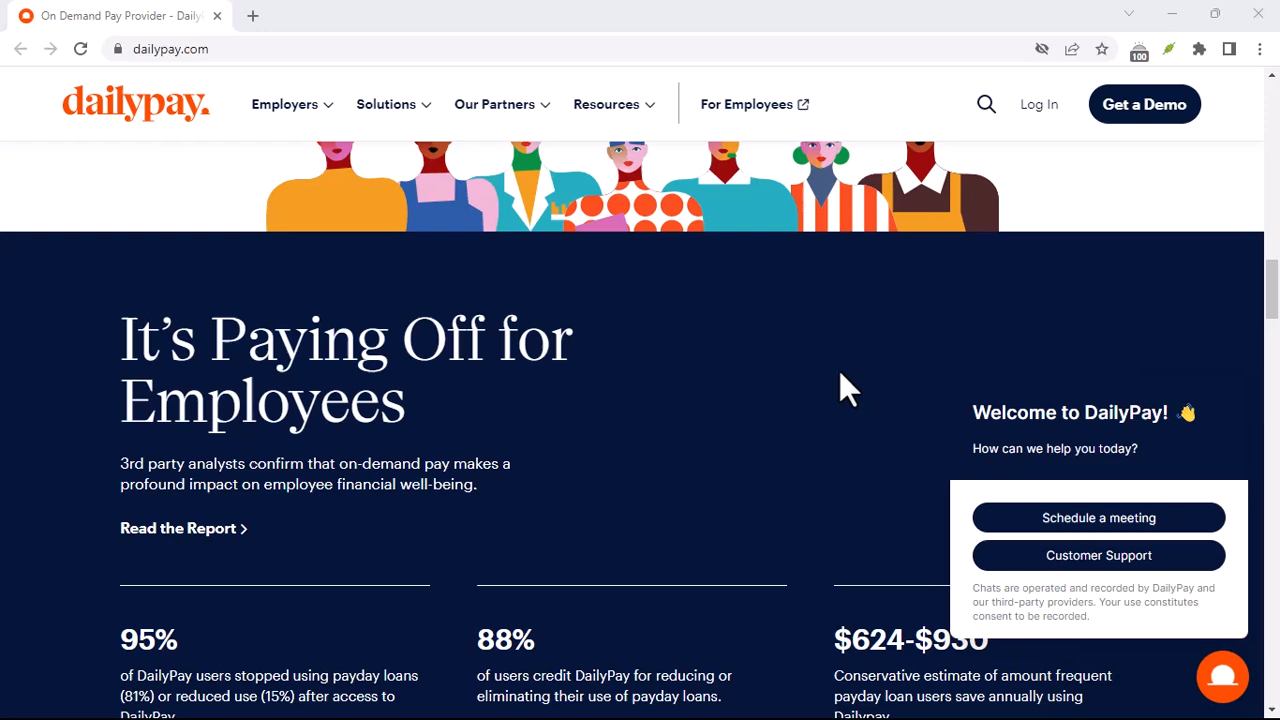 On Demand Pay Provider - Daily
dailypay.com
100
dailypay.
Employers
Solutions
Our Partners
Resources
For Employees
Log In
Get a Demo
It's Paying Off for
Employees
3rd party analysts confirm that on-demand pay makes a
profound impact on employee financial well-being.
Read the Report
Welcome to DailyPay! 👋
How can we help you today?
Schedule a meeting
Customer Support
Chats are operated and recorded by DailyPay and
our third-party providers. Your use constitutes
consent to be recorded.
95%
of DailyPay users stopped using payday loans
(81%) or reduced use (15%) after access to
DailyPay.
88%
of users credit DailyPay for reducing or
eliminating their use of payday loans.
$624-$930
Conservative estimate of amount frequent
payday loan users save annually using
Dailypay.